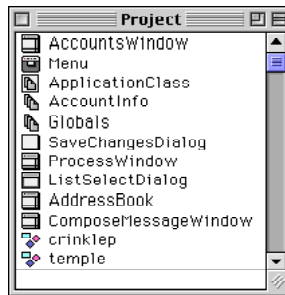 Project
AccountsWindow
Menu
ApplicationClass
AccountInfo
Globals
SaveChangesDialog
ProcessWindow
ListSelectDialog
AddressBook
ComposeMessageWindow
crinklep
temple